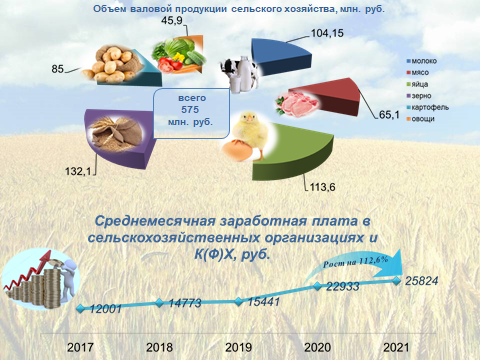 Объем валовой продукции сельского хозяйства, млн. руб.
45,9
104,15
85
молоко
мясо
яйца
зерно
картофель
овощи
всего
575
млн. руб.
65,1
132,1
113,6
Среднемесячная заработная плата в
сельскохозяйственных организациях и
К(Ф)Х, руб.
Рост на 112,6%
12001
14773
15441
22933
25824
2017
2018
2019
2020
2021